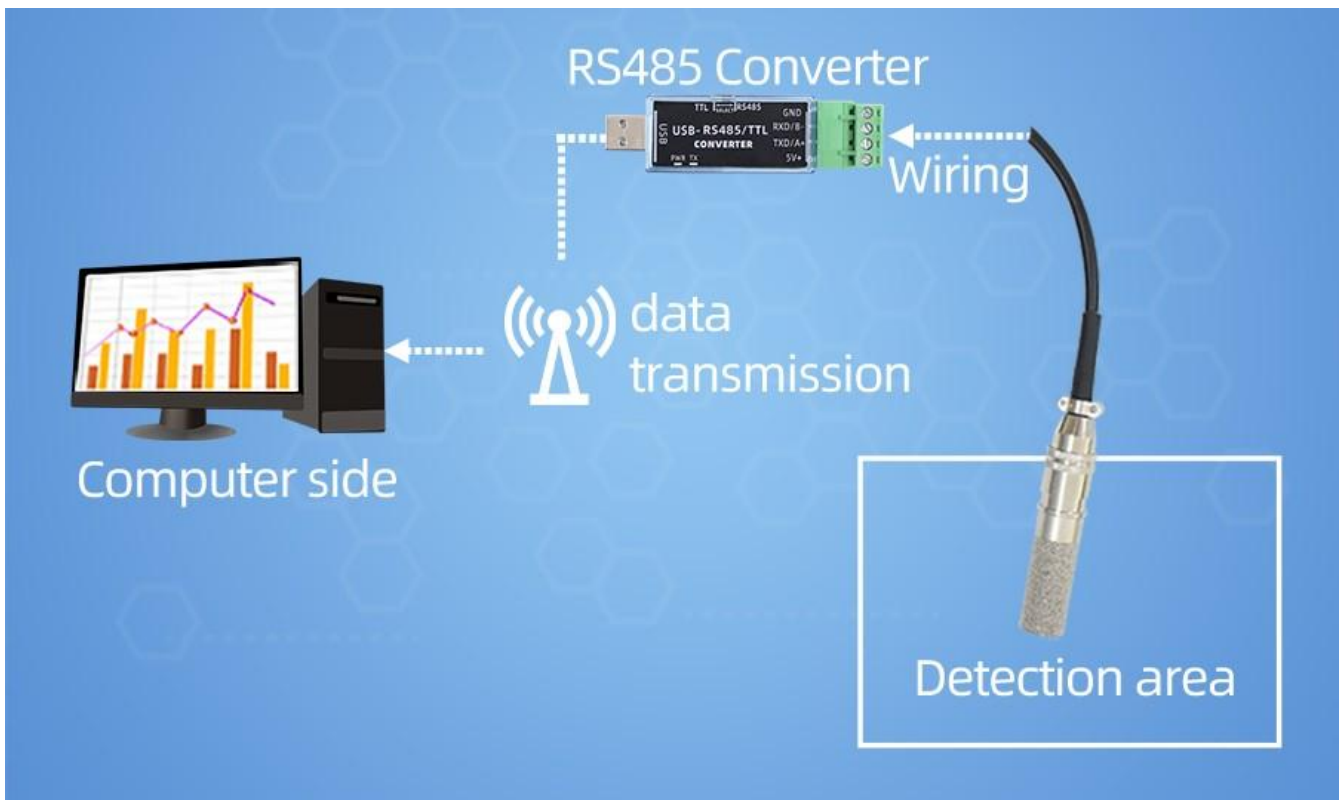 RS485 Converter
TTL SELECT RS485
GND
USB
USB-RS485/TTL
RXD/B-
CONVERTER
TXD/A+
PWR TX
5V+
Wiring
data
transmission
Computer side
Detection area